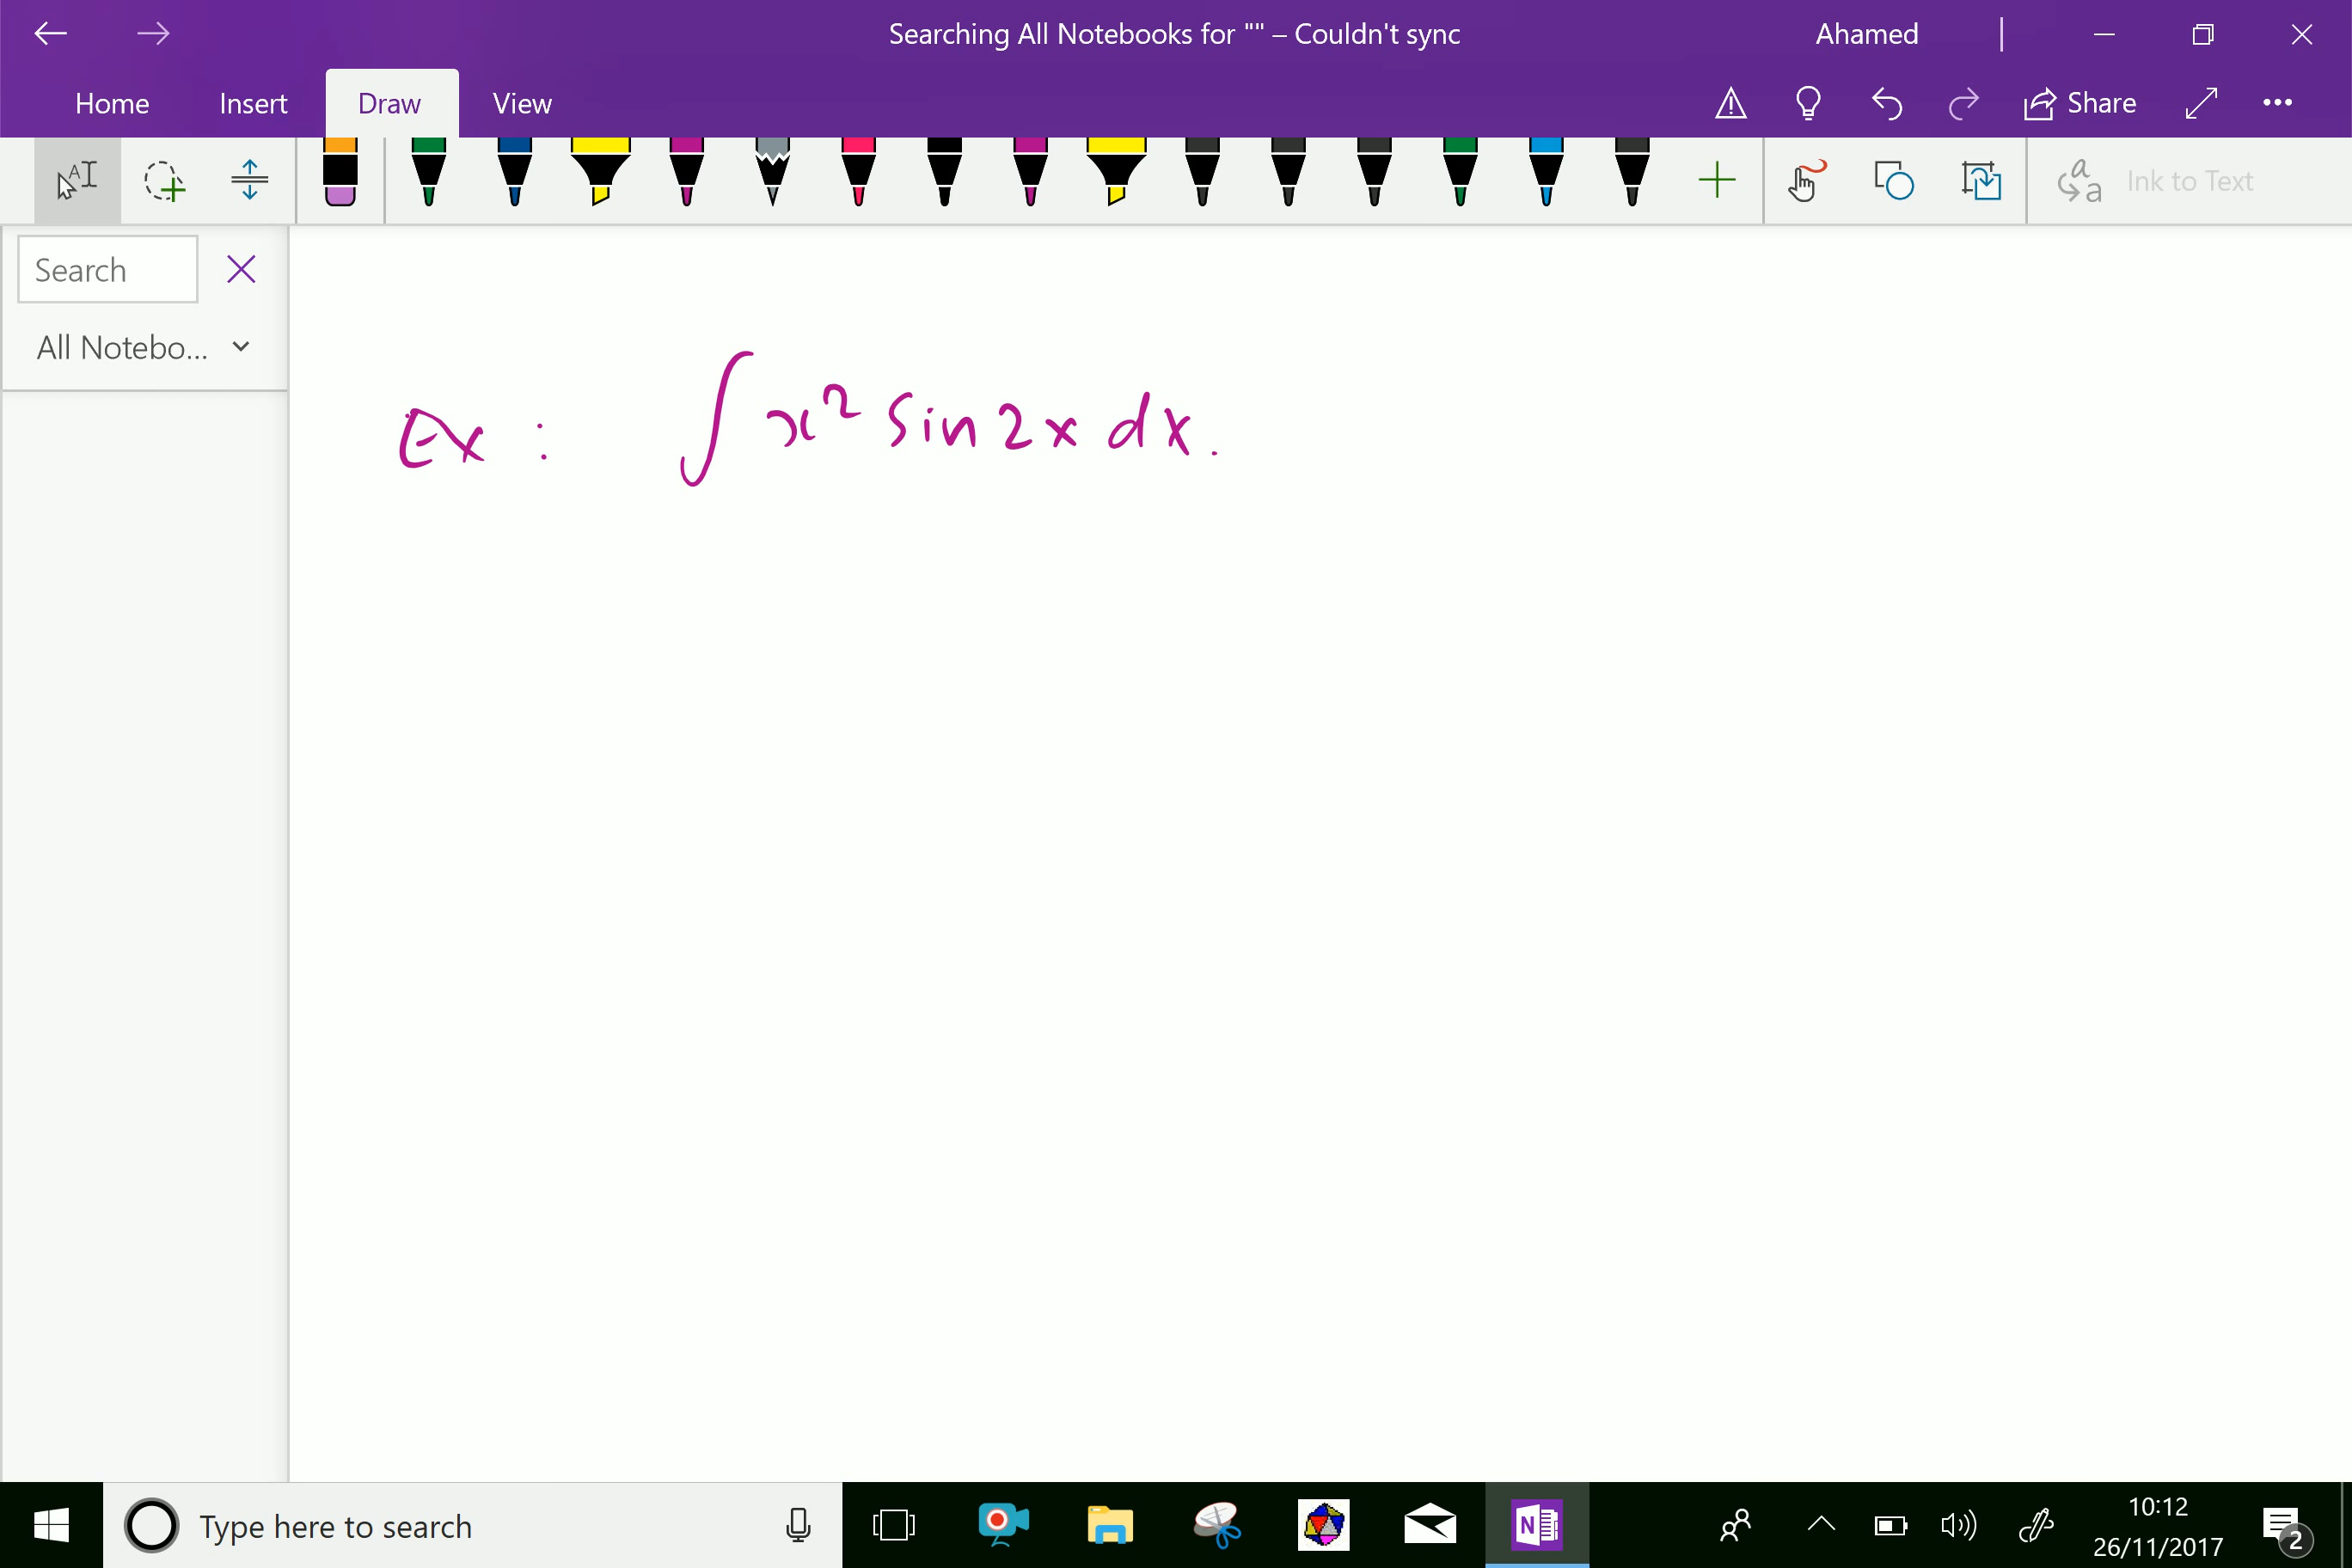 Searching All Notebooks for "" – Couldn't sync
Ahamed
Home Insert Draw View
Share
Ink to Text
Search
All Notebo...
Ex : ∫ x² sin 2x dx.
Type here to search
N
10:12
26/11/2017
2